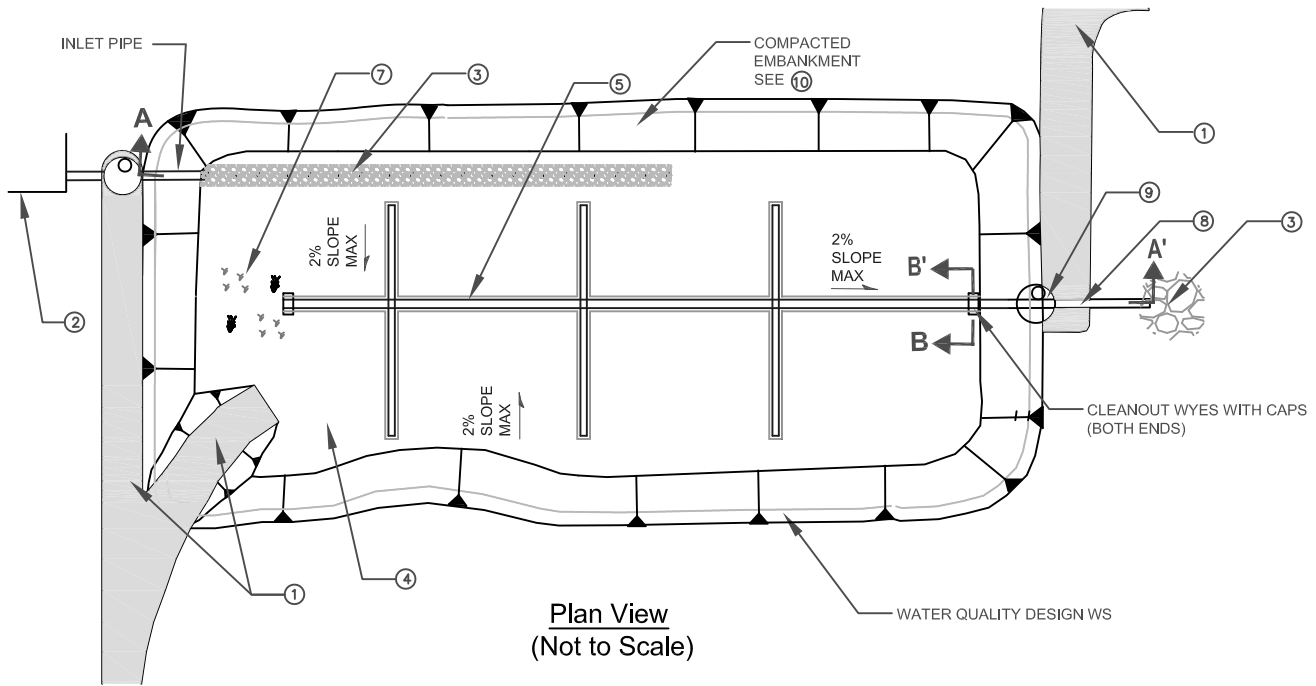 INLET PIPE
7
3
5
COMPACTED
EMBANKMENT
SEE 10
1
A
2
2%
SLOPE
MAX
2%
SLOPE
MAX
B'
9
8
A'
3
B
2%
SLOPE
MAX
CLEANOUT WYES WITH CAPS
(BOTH ENDS)
4
1
WATER QUALITY DESIGN WS
Plan View
(Not to Scale)